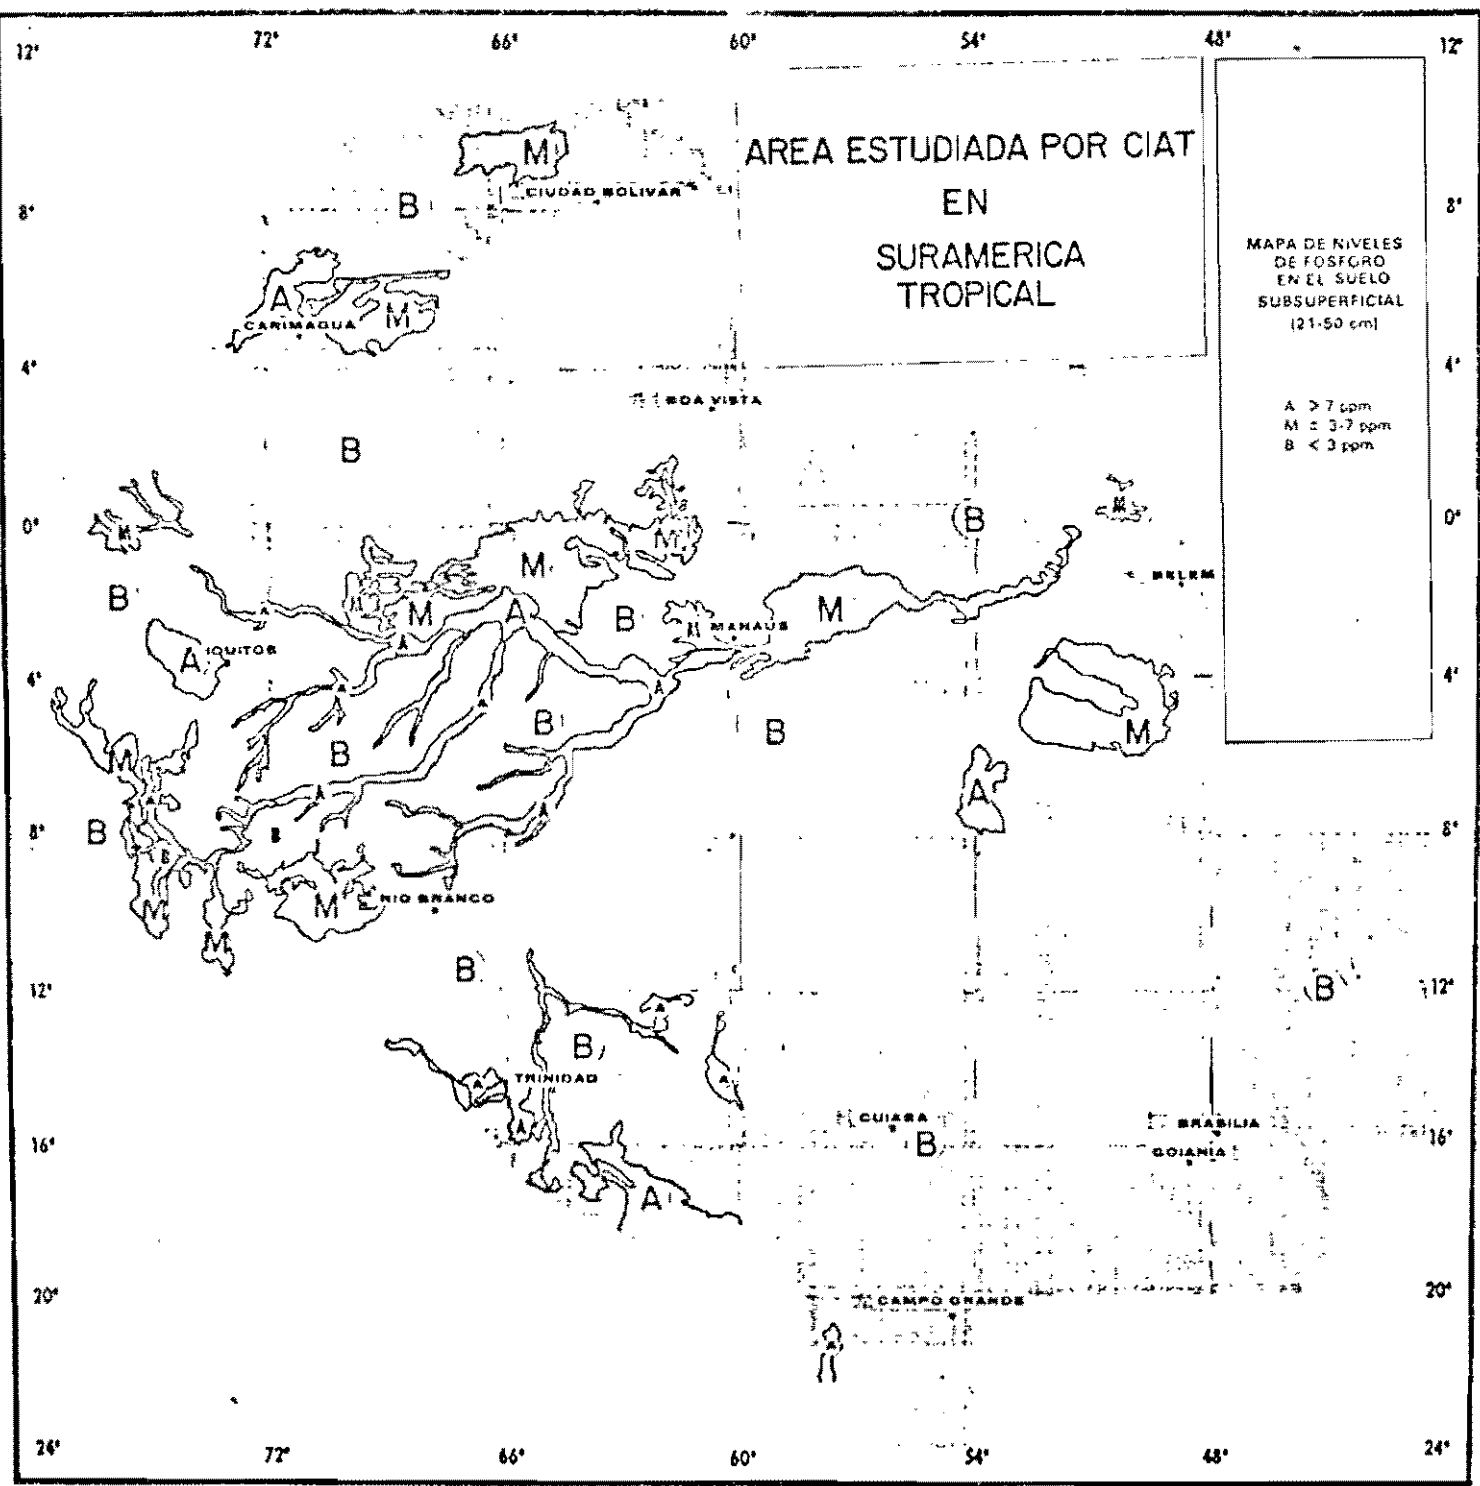 12° 72° 66° 60° 54° 48° 12°
AREA ESTUDIADA POR CIAT
EN
SURAMERICA
TROPICAL
MAPA DE NIVELES
DE FOSFORO
EN EL SUELO
SUBSUPERFICIAL
(21-50 cm)
A > 7 ppm
M = 3-7 ppm
B < 3 ppm
M
CIUDAD BOLIVAR
8° B 8°
A
M
CARIMAGUA
4° 4°
BOA VISTA
B
0° M M M B M 0°
M
BELEM
B M M A B M MANAUS M
A A
A IQUITOS
4° A A A 4°
B B B M
M B
A A A A
8° B B 8°
B
M M RIO BRANCO
M
B
12° A B 12°
B
A TRINIDAD A
A CUIABA BRASILIA
16° B 16°
GOIANIA
A
20° CAMPO GRANDE 20°
A
24° 72° 66° 60° 54° 48° 24°